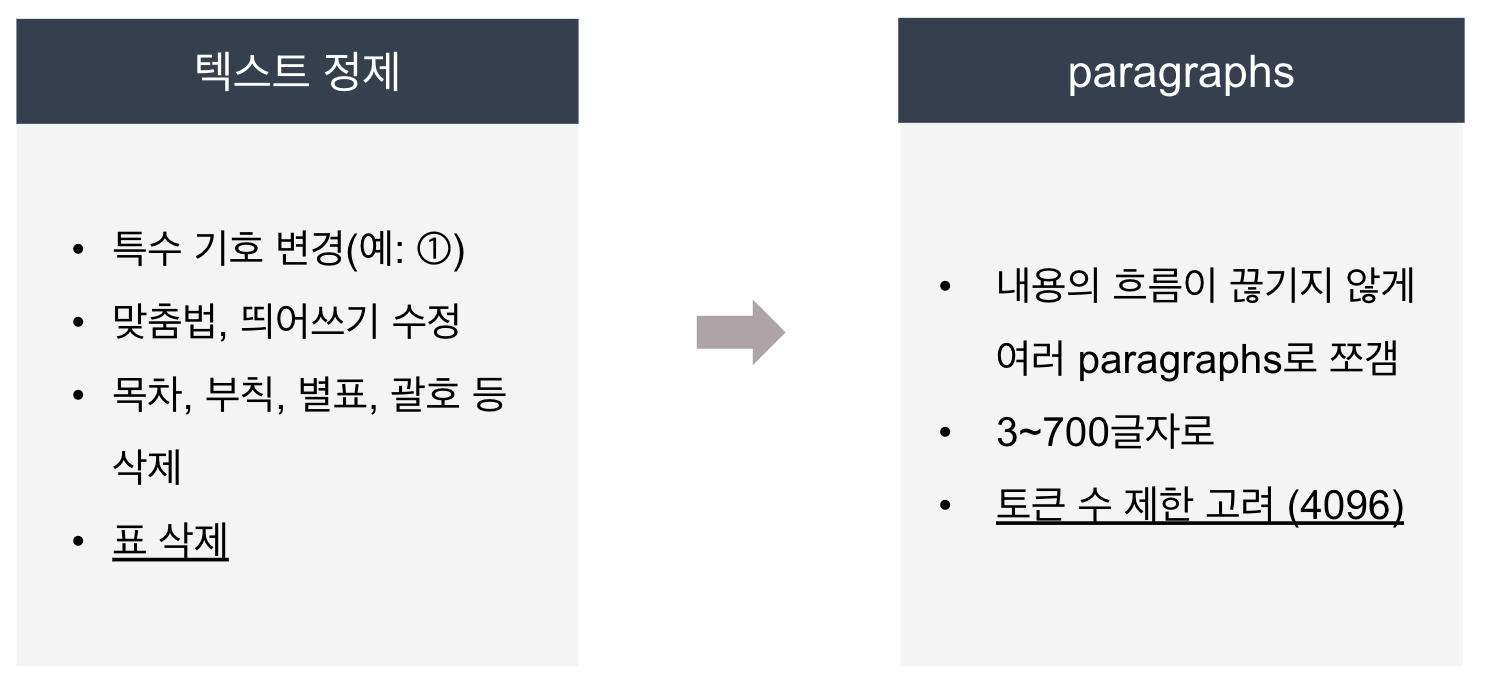 텍스트 정제
• 특수 기호 변경(예: ①)
• 맞춤법, 띄어쓰기 수정
• 목차, 부칙, 별표, 괄호 등
삭제
• 표 삭제
paragraphs
• 내용의 흐름이 끊기지 않게
여러 paragraphs로 쪼갬
• 3~700글자로
• 토큰 수 제한 고려 (4096)